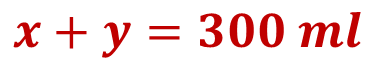 x + y = 300 ml